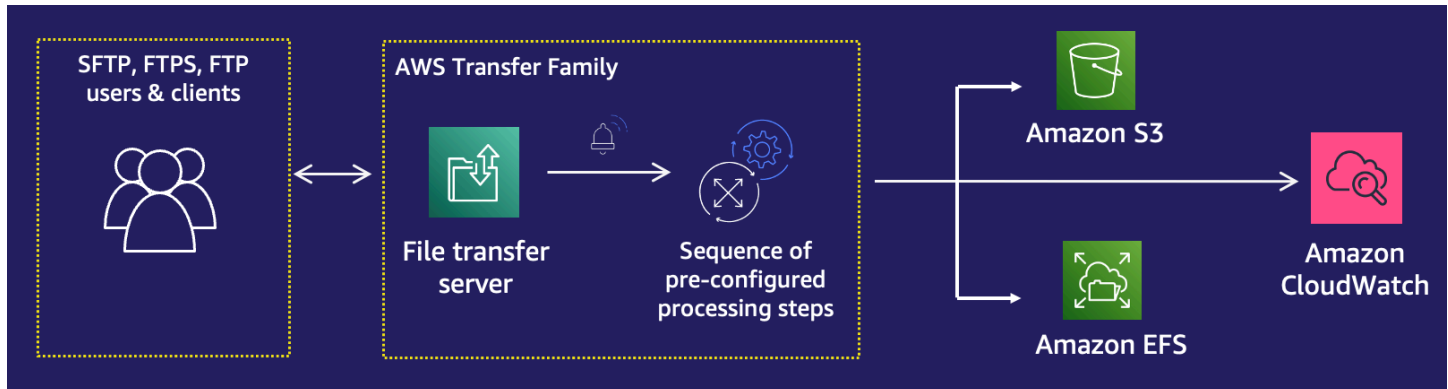 SFTP, FTPS, FTP
users & clients
AWS Transfer Family
File transfer
server
Sequence of
pre-configured
processing steps
Amazon S3
Amazon EFS
Amazon
CloudWatch